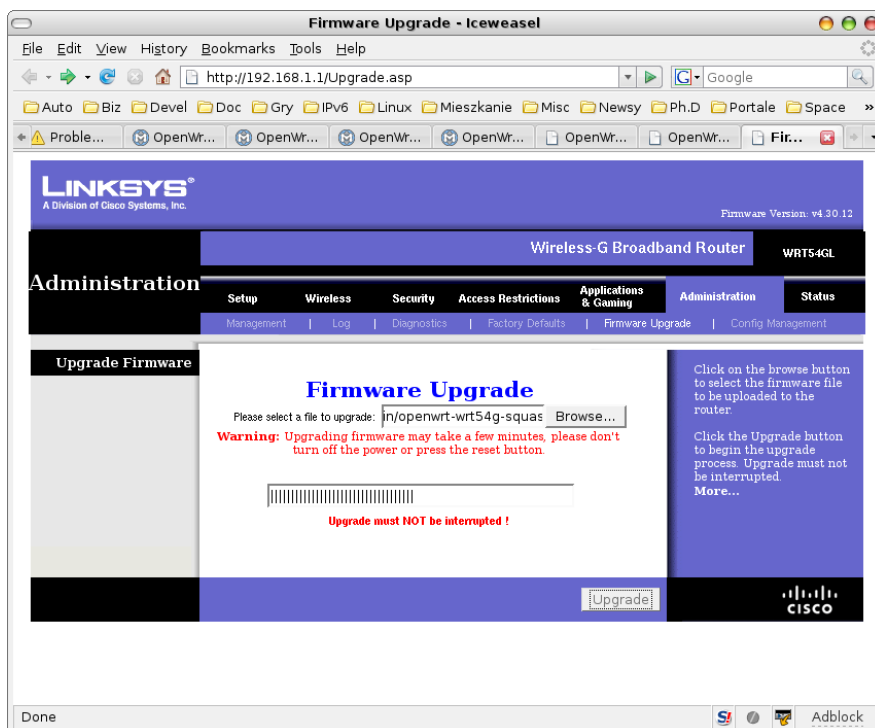 Firmware Upgrade - Iceweasel
File Edit View History Bookmarks Tools Help
http://192.168.1.1/Upgrade.asp G Google
Auto Biz Devel Doc Gry IPv6 Linux Mieszkanie Misc Newsy Ph.D Portale Space »
Proble... OpenWr... OpenWr... OpenWr... OpenWr... OpenWr... OpenWr... Fir...
LINKSYS®
A Division of Cisco Systems, Inc.
Firmware Version: v4.30.12
Wireless-G Broadband Router WRT54GL
Administration
Setup Wireless Security Access Restrictions Applications & Gaming Administration Status
Management | Log | Diagnostics | Factory Defaults | Firmware Upgrade | Config Management
Upgrade Firmware
Firmware Upgrade
Please select a file to upgrade: in/openwrt-wrt54g-squas Browse...
Warning: Upgrading firmware may take a few minutes, please don't
turn off the power or press the reset button.
Upgrade must NOT be interrupted !
Click on the browse button
to select the firmware file
to be uploaded to the
router.
Click the Upgrade button
to begin the upgrade
process. Upgrade must not
be interrupted.
More...
Upgrade
CISCO
Done
S!
Adblock